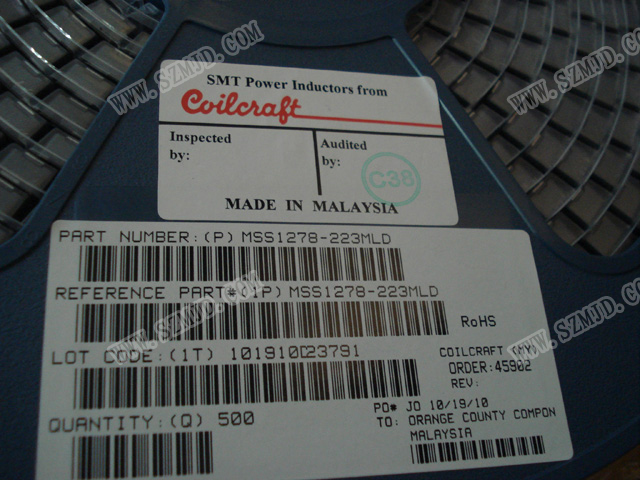 WWW.SZMJD.COM
WWW.SZMJD.COM
SMT Power Inductors from
Coilcraft
Inspected by:
Audited by:
C38
MADE IN MALAYSIA
PART NUMBER:(P) MSS1278-223MLD
REFERENCE PART#(1P) MSS1278-223MLD
RoHS
WWW.SZMJD.COM
WWW.SZMJD.COM
LOT CODE:(1T) 101910C23791
COILCRAFT (M)
ORDER:45902
REV:
QUANTITY:(Q) 500
PO# JO 10/19/10
TO: ORANGE COUNTY COMPON
MALAYSIA